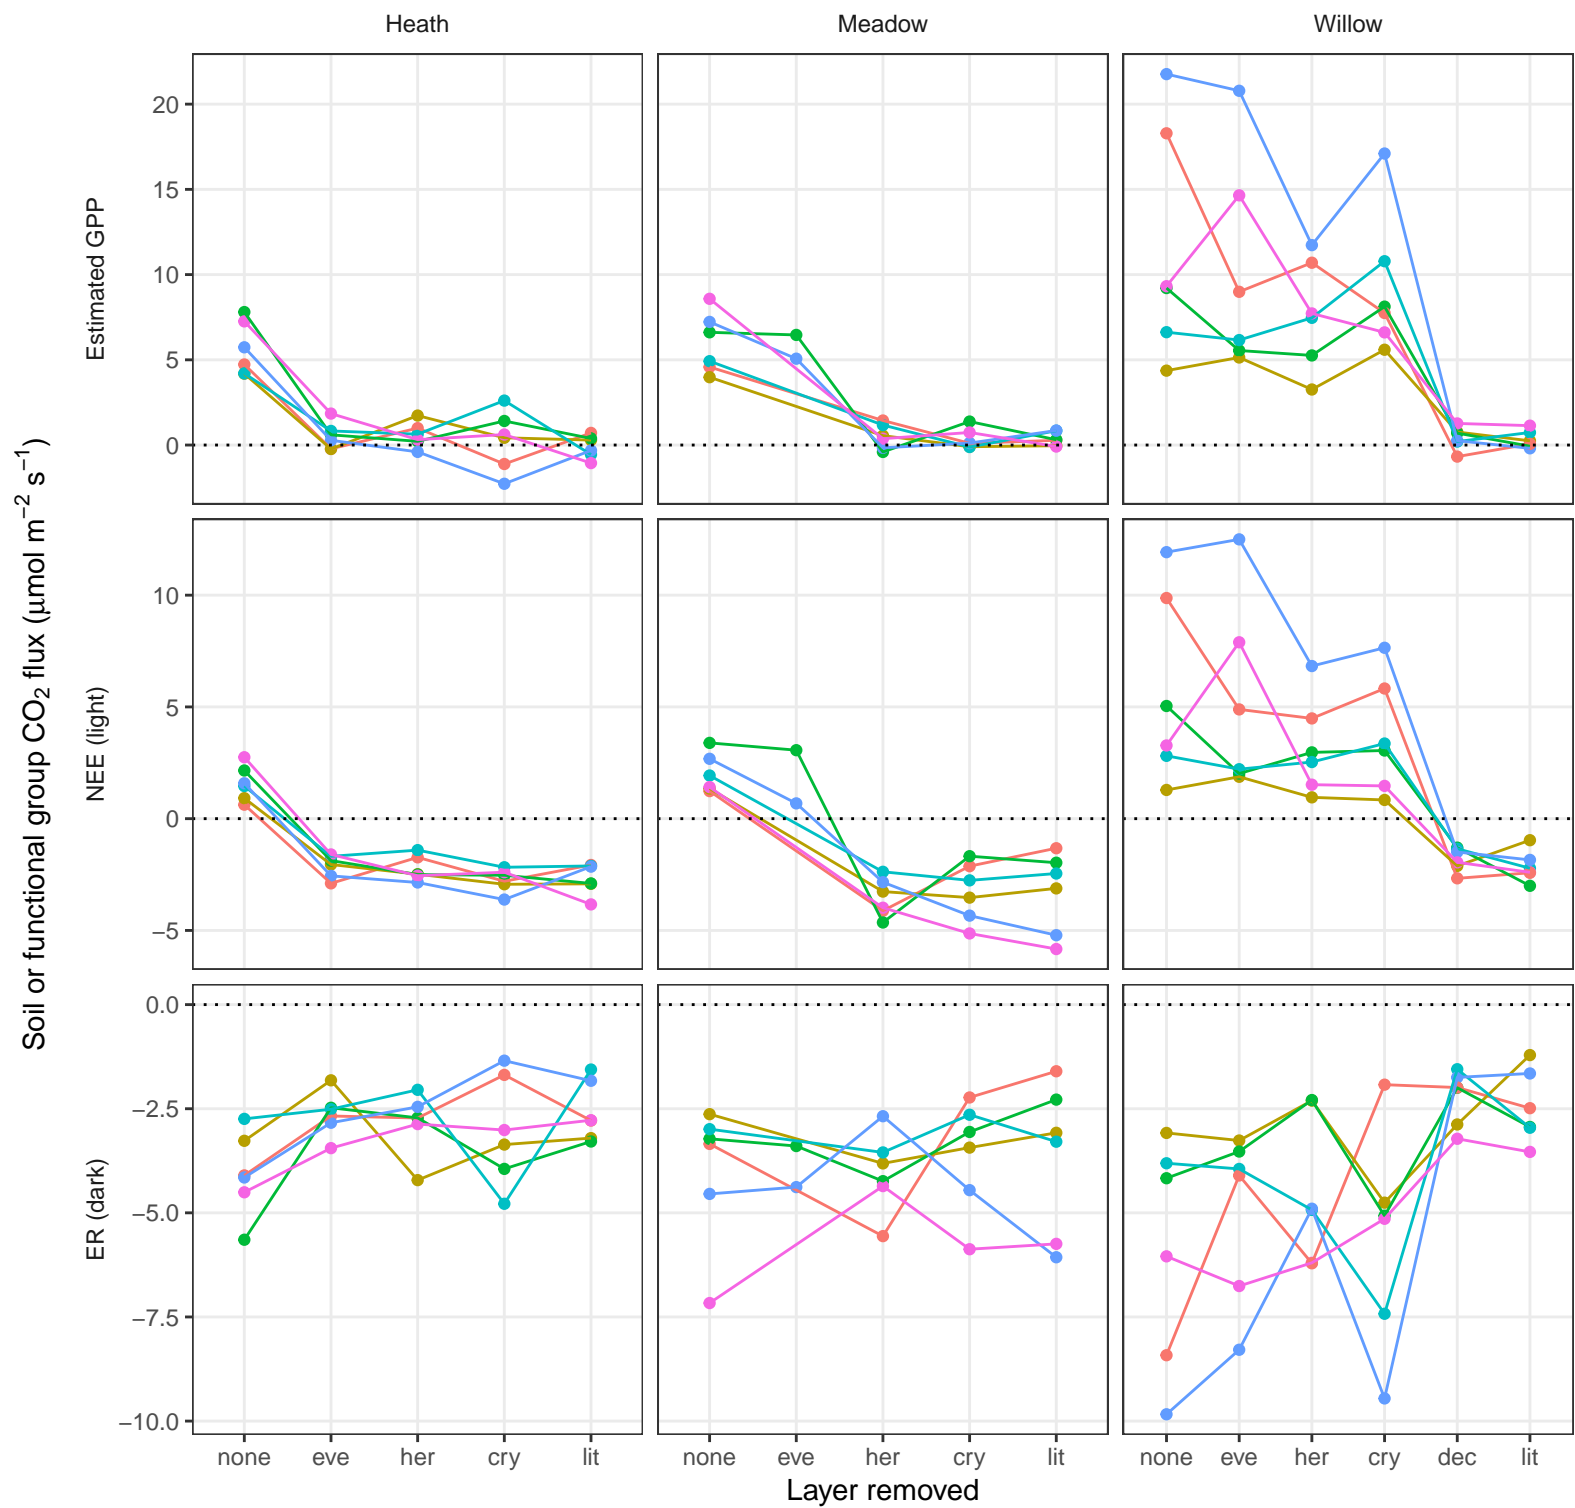 Heath Meadow Willow
Soil or functional group CO₂ flux (μmol m⁻² s⁻¹)
Estimated GPP
20
15
10
5
0
NEE (light)
10
5
0
−5
ER (dark)
0.0
−2.5
−5.0
−7.5
−10.0
none eve her cry lit none eve her cry lit none eve her cry dec lit
Layer removed